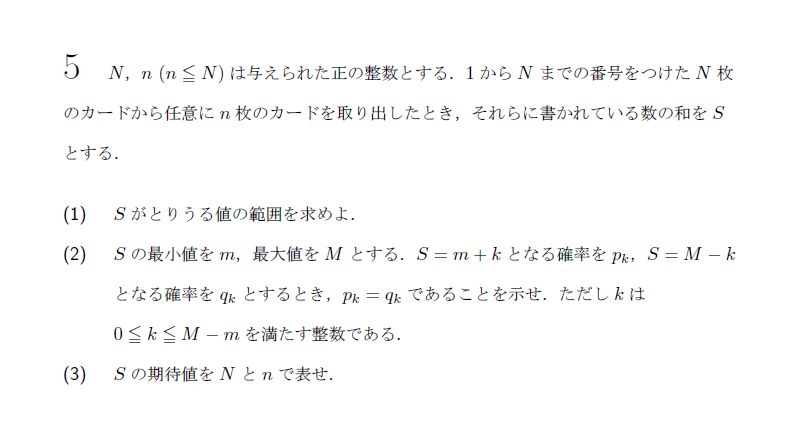 5 N，n (n ≦ N) は与えられた正の整数とする．1 から N までの番号をつけた N 枚
のカードから任意に n 枚のカードを取り出したとき，それらに書かれている数の和を S
とする．
(1) S がとりうる値の範囲を求めよ．
(2) S の最小値を m，最大値を M とする．S = m + k となる確率を pₖ，S = M − k
となる確率を qₖ とするとき，pₖ = qₖ であることを示せ．ただし k は
0 ≦ k ≦ M − m を満たす整数である．
(3) S の期待値を N と n で表せ．